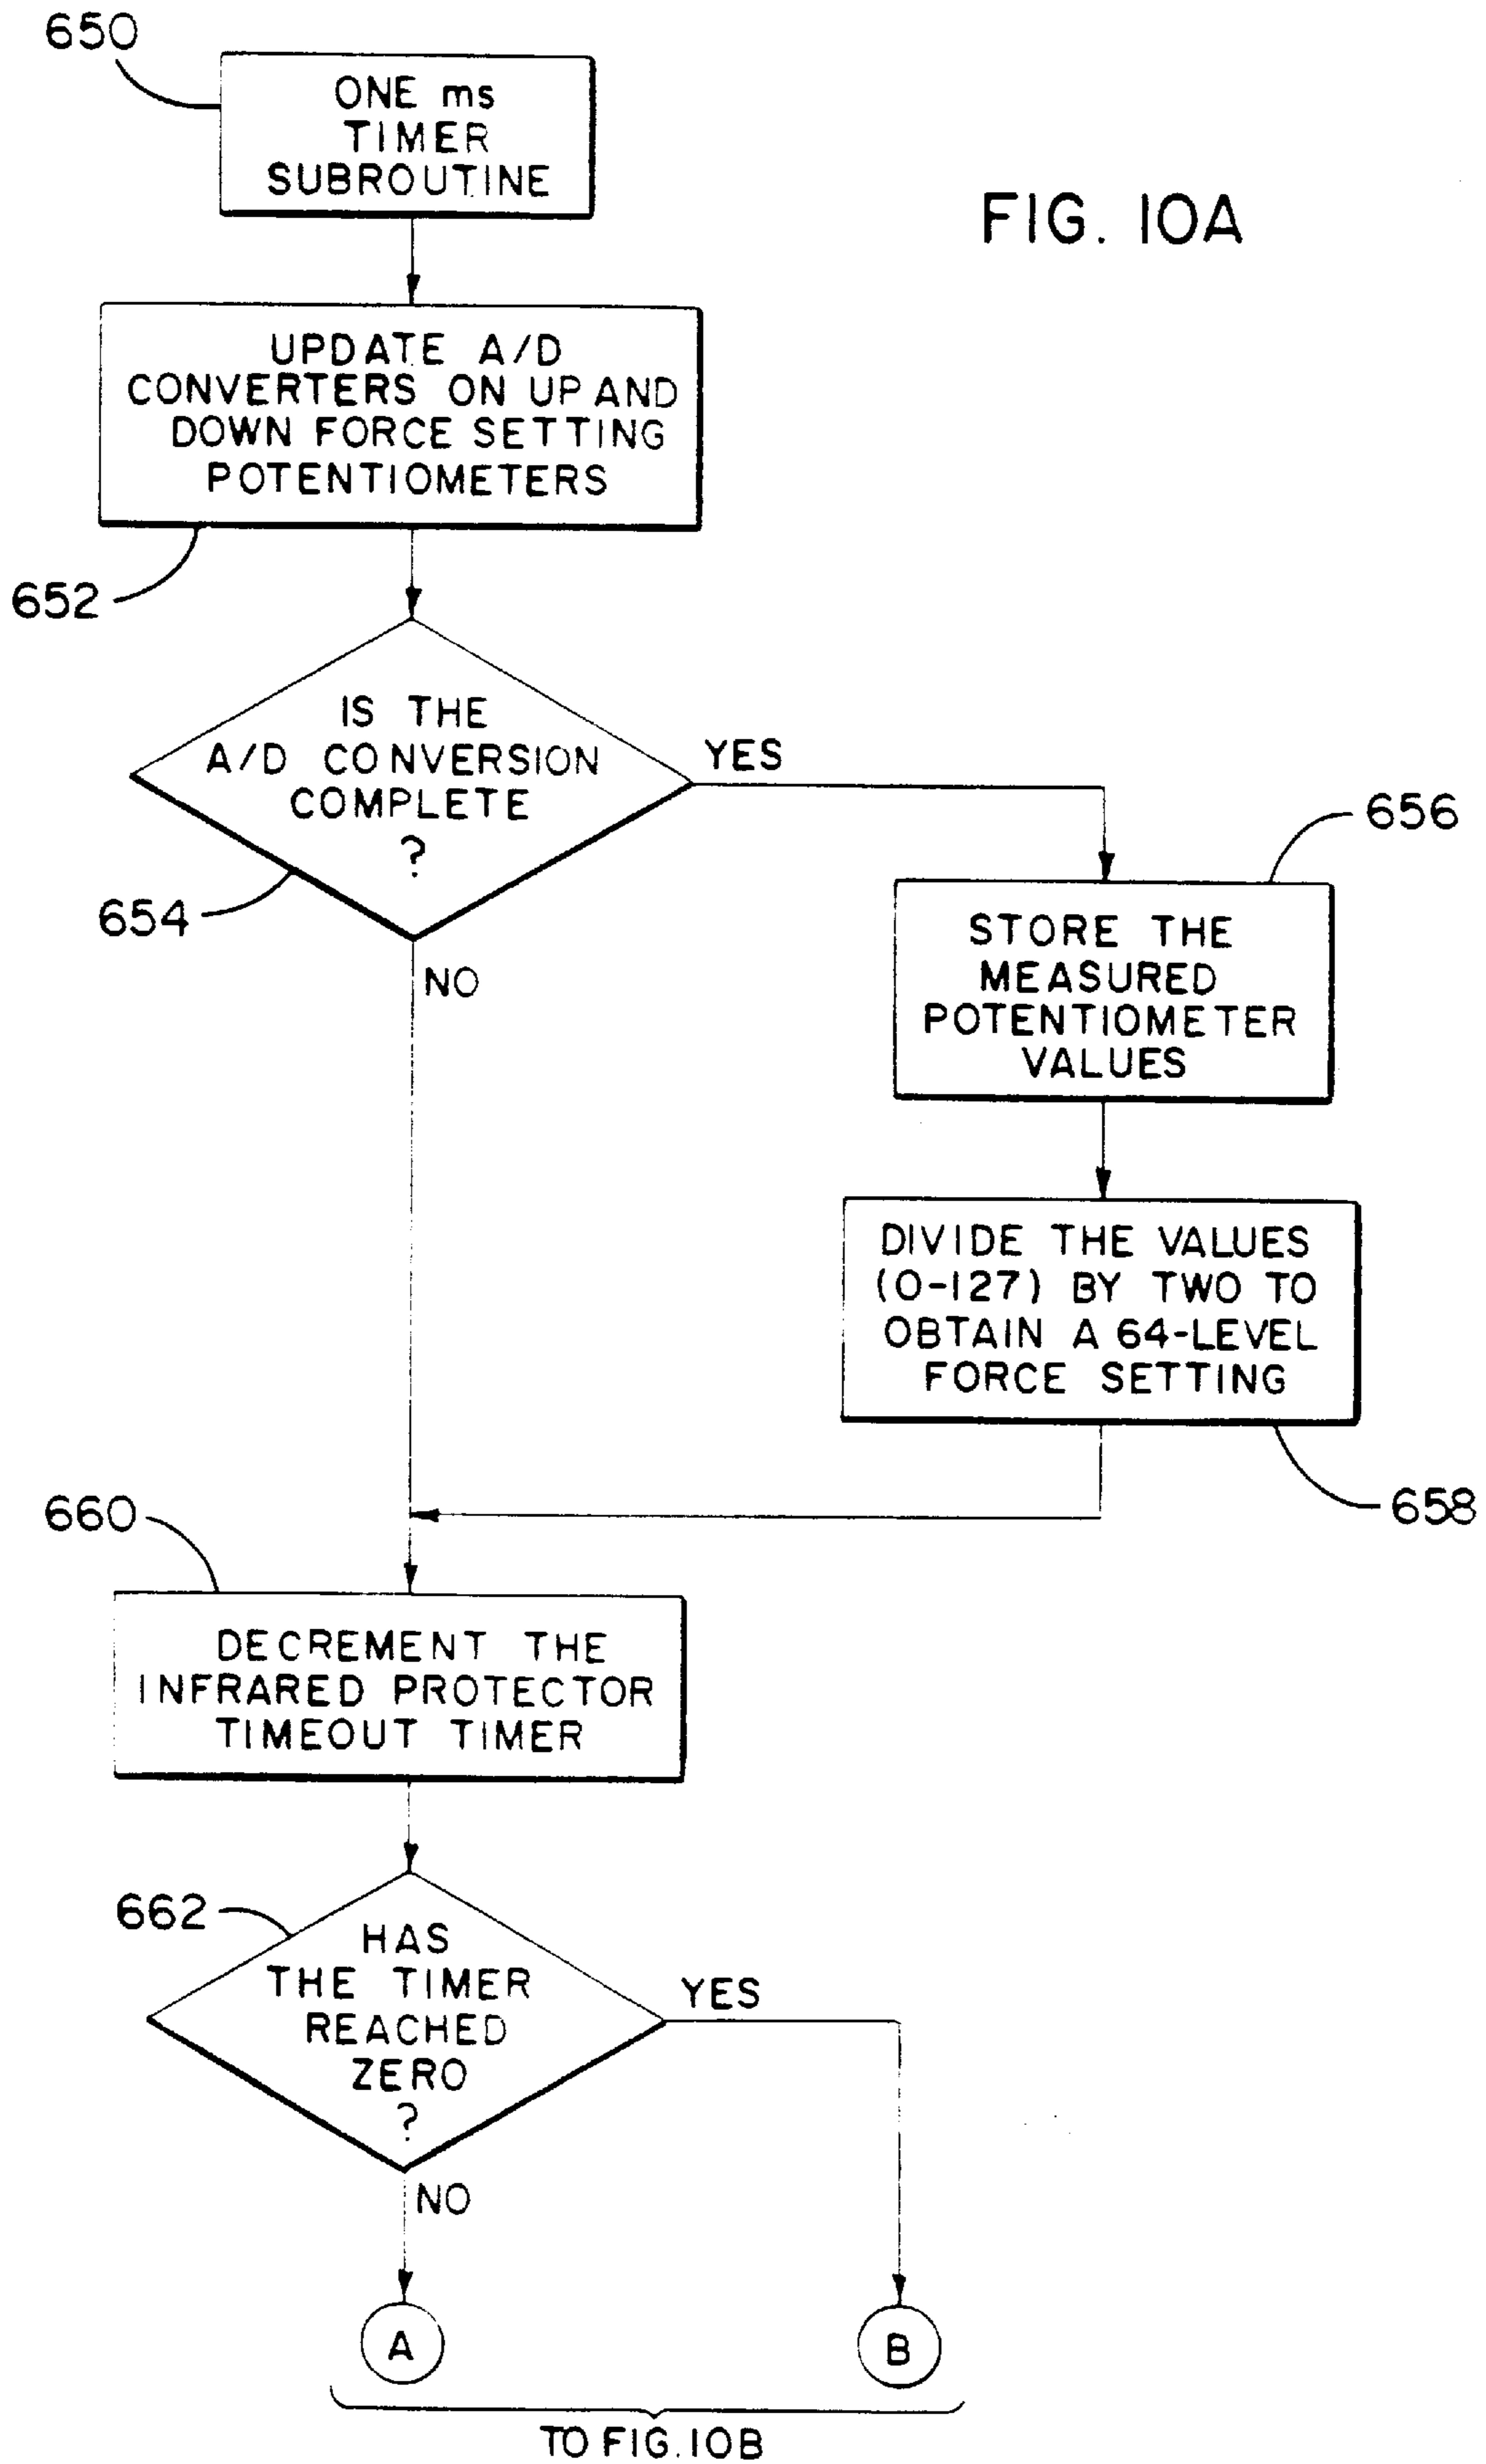 650
ONE ms
TIMER
SUBROUTINE
FIG. 10A
UPDATE A/D
CONVERTERS ON UP AND
DOWN FORCE SETTING
POTENTIOMETERS
652
IS THE
A/D CONVERSION
COMPLETE
?
YES
654
NO
656
STORE THE
MEASURED
POTENTIOMETER
VALUES
DIVIDE THE VALUES
(0-127) BY TWO TO
OBTAIN A 64-LEVEL
FORCE SETTING
658
660
DECREMENT THE
INFRARED PROTECTOR
TIMEOUT TIMER
662
HAS
THE TIMER
REACHED
ZERO
?
YES
NO
A
B
TO FIG. 10B